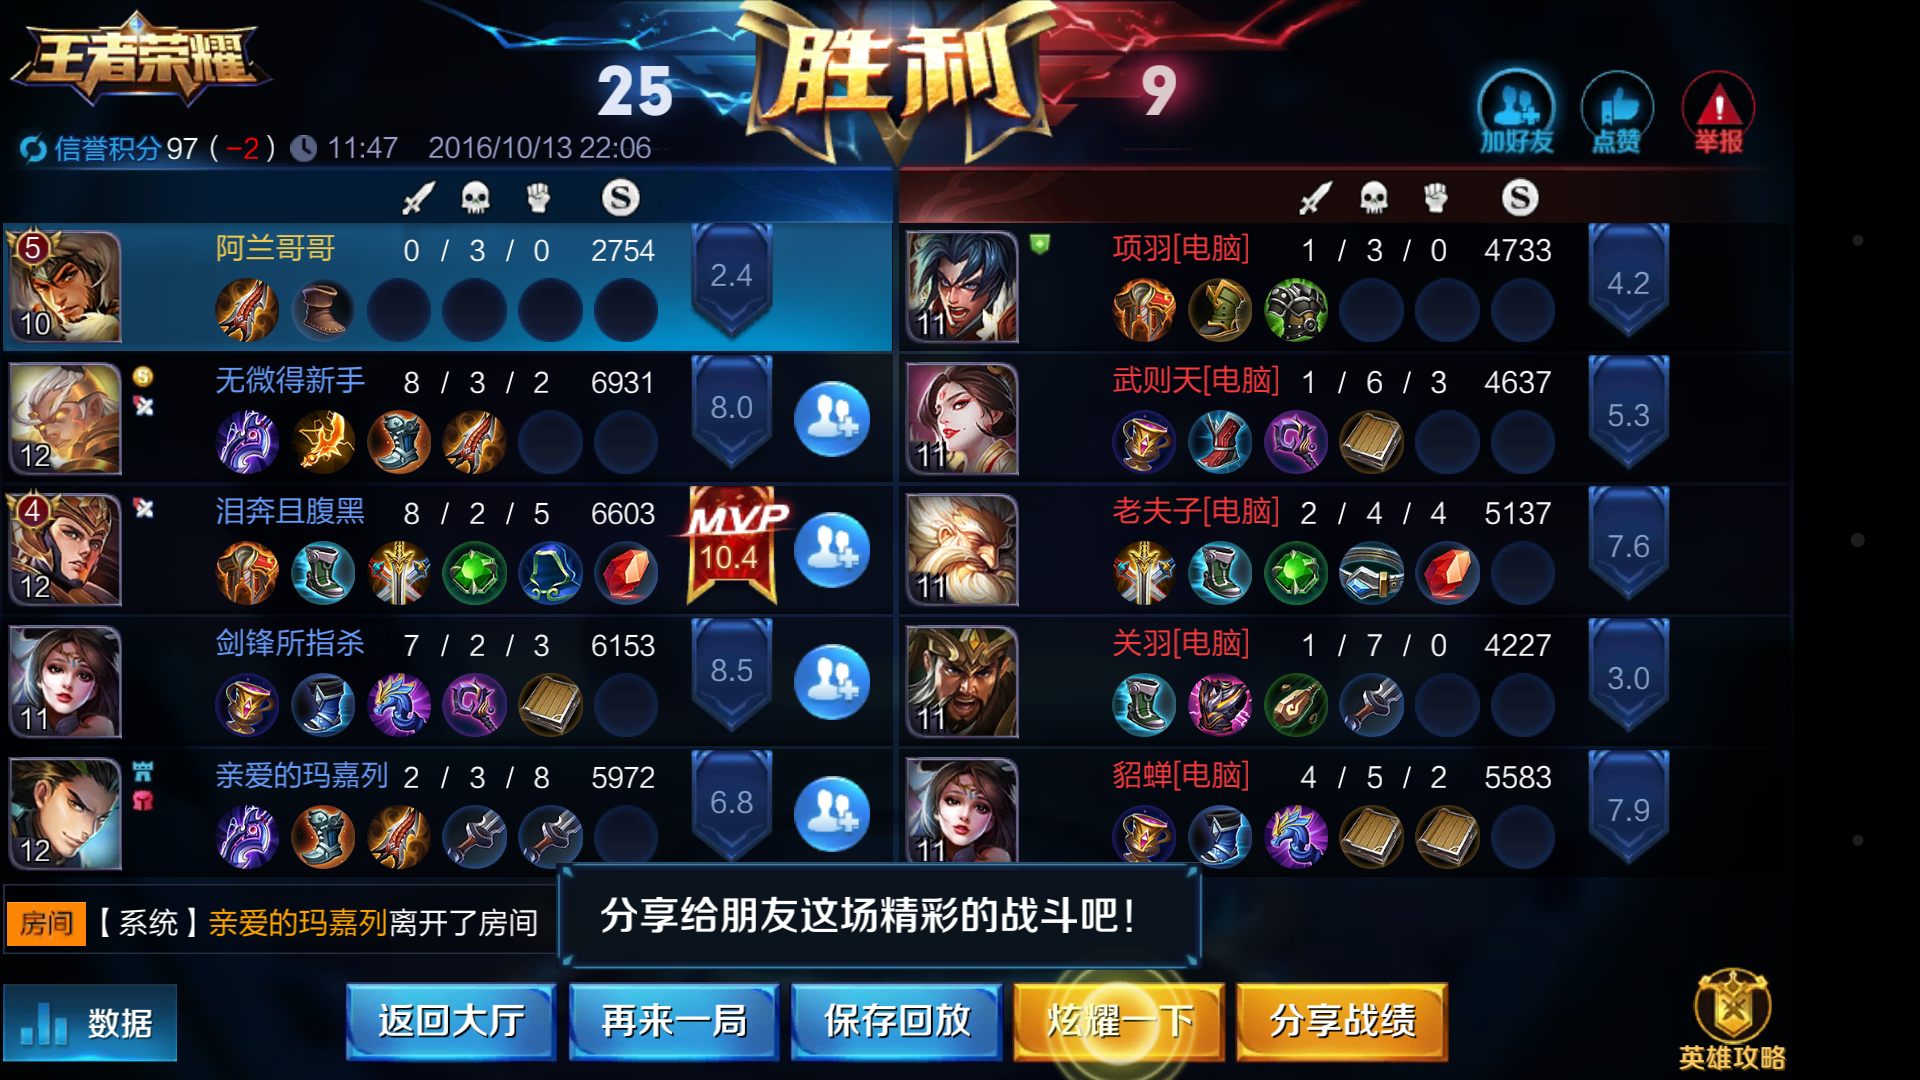 王者荣耀
25
胜利
9
加好友
点赞
举报
信誉积分 97 (-2) 11:47 2016/10/13 22:06
S
S
5
阿兰哥哥 0 / 3 / 0 2754
2.4
10
项羽[电脑] 1 / 3 / 0 4733
4.2
11
S
无微得新手 8 / 3 / 2 6931
8.0
12
武则天[电脑] 1 / 6 / 3 4637
5.3
11
4
泪奔且腹黑 8 / 2 / 5 6603
MVP
10.4
12
老夫子[电脑] 2 / 4 / 4 5137
7.6
11
剑锋所指杀 7 / 2 / 3 6153
8.5
11
关羽[电脑] 1 / 7 / 0 4227
3.0
11
亲爱的玛嘉列 2 / 3 / 8 5972
6.8
12
貂蝉[电脑] 4 / 5 / 2 5583
7.9
11
房间 【系统】亲爱的玛嘉列离开了房间
分享给朋友这场精彩的战斗吧!
数据
返回大厅
再来一局
保存回放
炫耀一下
分享战绩
英雄攻略